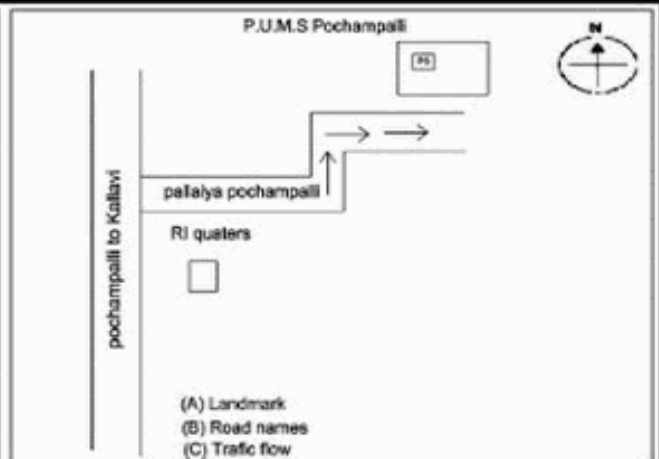 P.U.M.S Pochampalli
N
PS
pallaiya pochampalli
pochampalli to Kallavi
RI quaters
(A) Landmark
(B) Road names
(C) Trafic flow